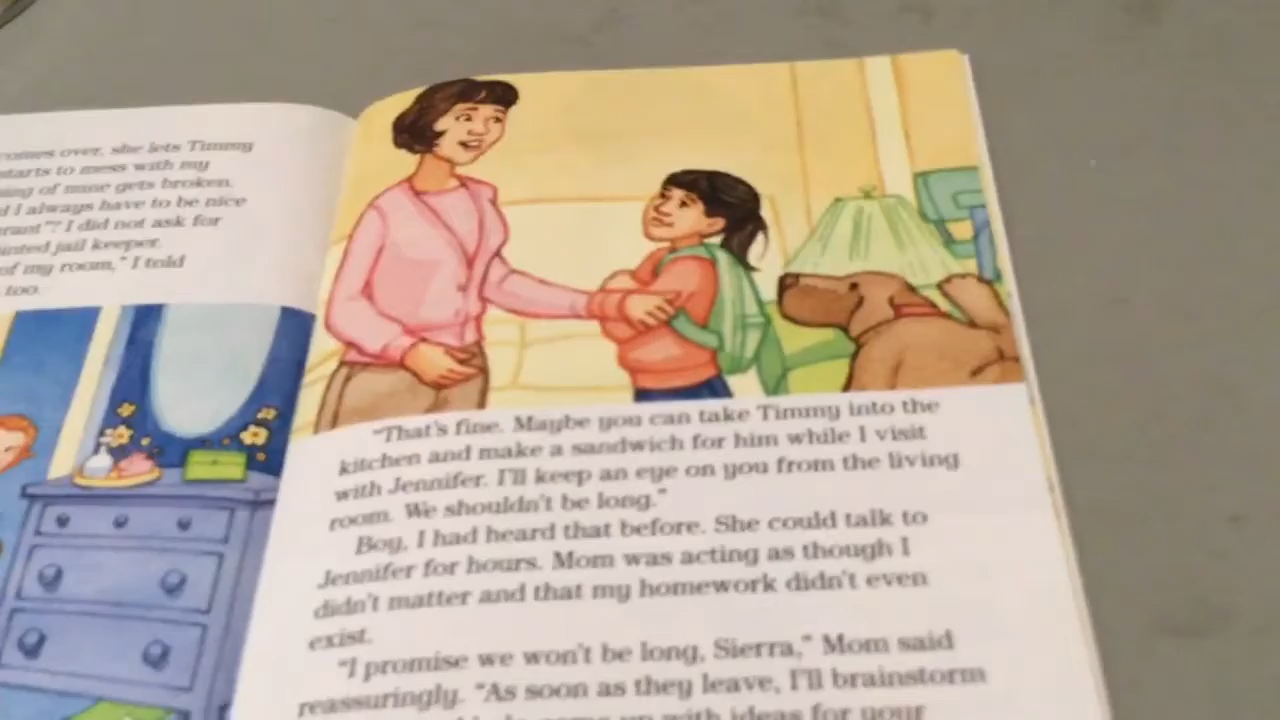 comes over, she lets Timmy
starts to mess with my
of mine gets broken.
I always have to be nice
I did not ask for
jail keeper.
of my room," I told
too.
"That's fine. Maybe you can take Timmy into the
kitchen and make a sandwich for him while I visit
with Jennifer. I'll keep an eye on you from the living
room. We shouldn't be long."
Boy, I had heard that before. She could talk to
Jennifer for hours. Mom was acting as though I
didn't matter and that my homework didn't even
exist.
"I promise we won't be long, Sierra," Mom said
reassuringly. "As soon as they leave, I'll brainstorm
up with ideas for your